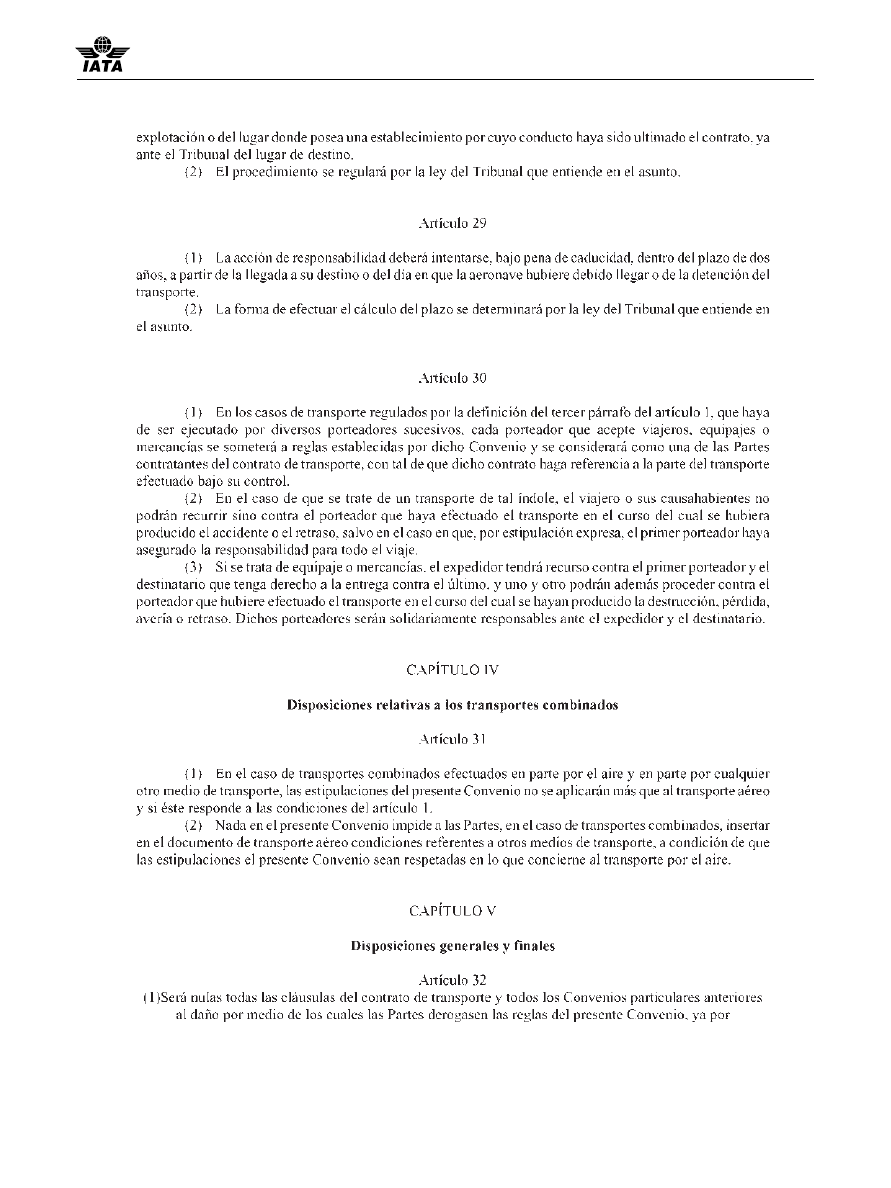 IATA
explotación o del lugar donde posea una establecimiento por cuyo conducto haya sido ultimado el contrato, ya
ante el Tribunal del lugar de destino.
(2) El procedimiento se regulará por la ley del Tribunal que entiende en el asunto.
Artículo 29
(1) La acción de responsabilidad deberá intentarse, bajo pena de caducidad, dentro del plazo de dos
años, a partir de la llegada a su destino o del día en que la aeronave hubiere debido llegar o de la detención del
transporte.
(2) La forma de efectuar el cálculo del plazo se determinará por la ley del Tribunal que entiende en
el asunto.
Artículo 30
(1) En los casos de transporte regulados por la definición del tercer párrafo del artículo 1, que haya
de ser ejecutado por diversos porteadores sucesivos, cada porteador que acepte viajeros, equipajes o
mercancías se someterá a reglas establecidas por dicho Convenio y se considerará como una de las Partes
contratantes del contrato de transporte, con tal de que dicho contrato haga referencia a la parte del transporte
efectuado bajo su control.
(2) En el caso de que se trate de un transporte de tal índole, el viajero o sus causahabientes no
podrán recurrir sino contra el porteador que haya efectuado el transporte en el curso del cual se hubiera
producido el accidente o el retraso, salvo en el caso en que, por estipulación expresa, el primer porteador haya
asegurado la responsabilidad para todo el viaje.
(3) Si se trata de equipaje o mercancías, el expedidor tendrá recurso contra el primer porteador y el
destinatario que tenga derecho a la entrega contra el último, y uno y otro podrán además proceder contra el
porteador que hubiere efectuado el transporte en el curso del cual se hayan producido la destrucción, pérdida,
avería o retraso. Dichos porteadores serán solidariamente responsables ante el expedidor y el destinatario.
CAPÍTULO IV
Disposiciones relativas a los transportes combinados
Artículo 31
(1) En el caso de transportes combinados efectuados en parte por el aire y en parte por cualquier
otro medio de transporte, las estipulaciones del presente Convenio no se aplicarán más que al transporte aéreo
y si éste responde a las condiciones del artículo 1.
(2) Nada en el presente Convenio impide a las Partes, en el caso de transportes combinados, insertar
en el documento de transporte aéreo condiciones referentes a otros medios de transporte, a condición de que
las estipulaciones el presente Convenio sean respetadas en lo que concierne al transporte por el aire.
CAPÍTULO V
Disposiciones generales y finales
Artículo 32
(1)Será nulas todas las cláusulas del contrato de transporte y todos los Convenios particulares anteriores
al daño por medio de los cuales las Partes derogasen las reglas del presente Convenio, ya por